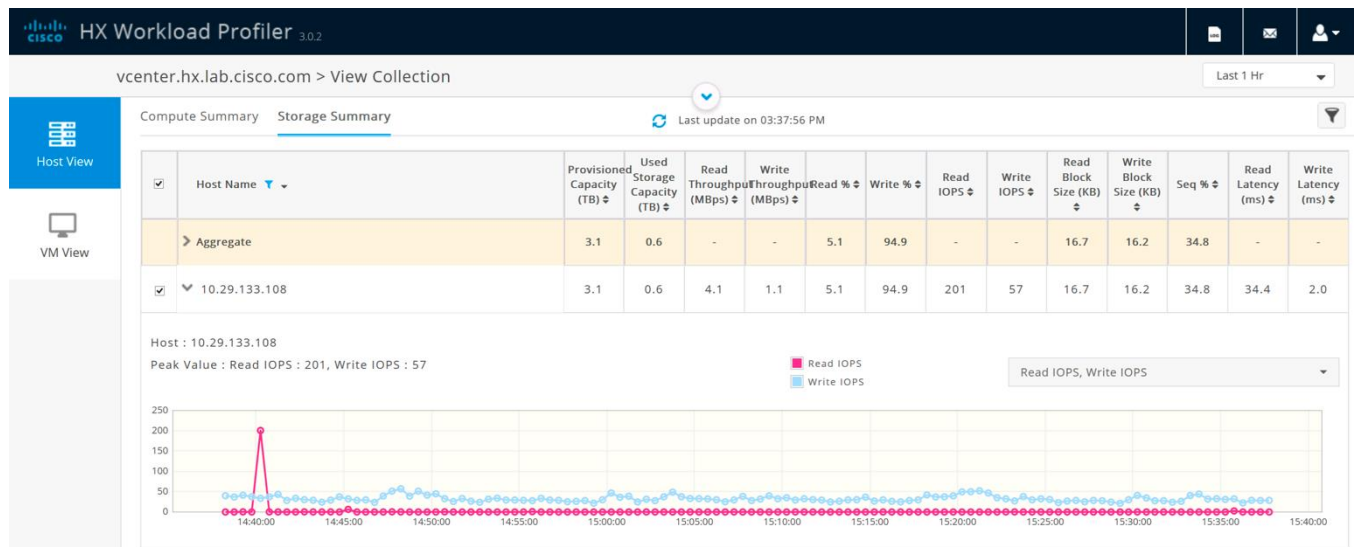 cisco HX Workload Profiler 3.0.2
LOG
vcenter.hx.lab.cisco.com > View Collection
Last 1 Hr
Compute Summary Storage Summary
Last update on 03:37:56 PM
Host View
VM View
Host Name
Provisioned Capacity (TB)
Used Storage Capacity (TB)
Read Throughput (MBps)
Write Throughput (MBps)
Read %
Write %
Read IOPS
Write IOPS
Read Block Size (KB)
Write Block Size (KB)
Seq %
Read Latency (ms)
Write Latency (ms)
Aggregate 3.1 0.6 - - 5.1 94.9 - - 16.7 16.2 34.8 - -
10.29.133.108 3.1 0.6 4.1 1.1 5.1 94.9 201 57 16.7 16.2 34.8 34.4 2.0
Host : 10.29.133.108
Peak Value : Read IOPS : 201, Write IOPS : 57
Read IOPS
Write IOPS
Read IOPS, Write IOPS
250
200
150
100
50
0
14:40:00 14:45:00 14:50:00 14:55:00 15:00:00 15:05:00 15:10:00 15:15:00 15:20:00 15:25:00 15:30:00 15:35:00 15:40:00